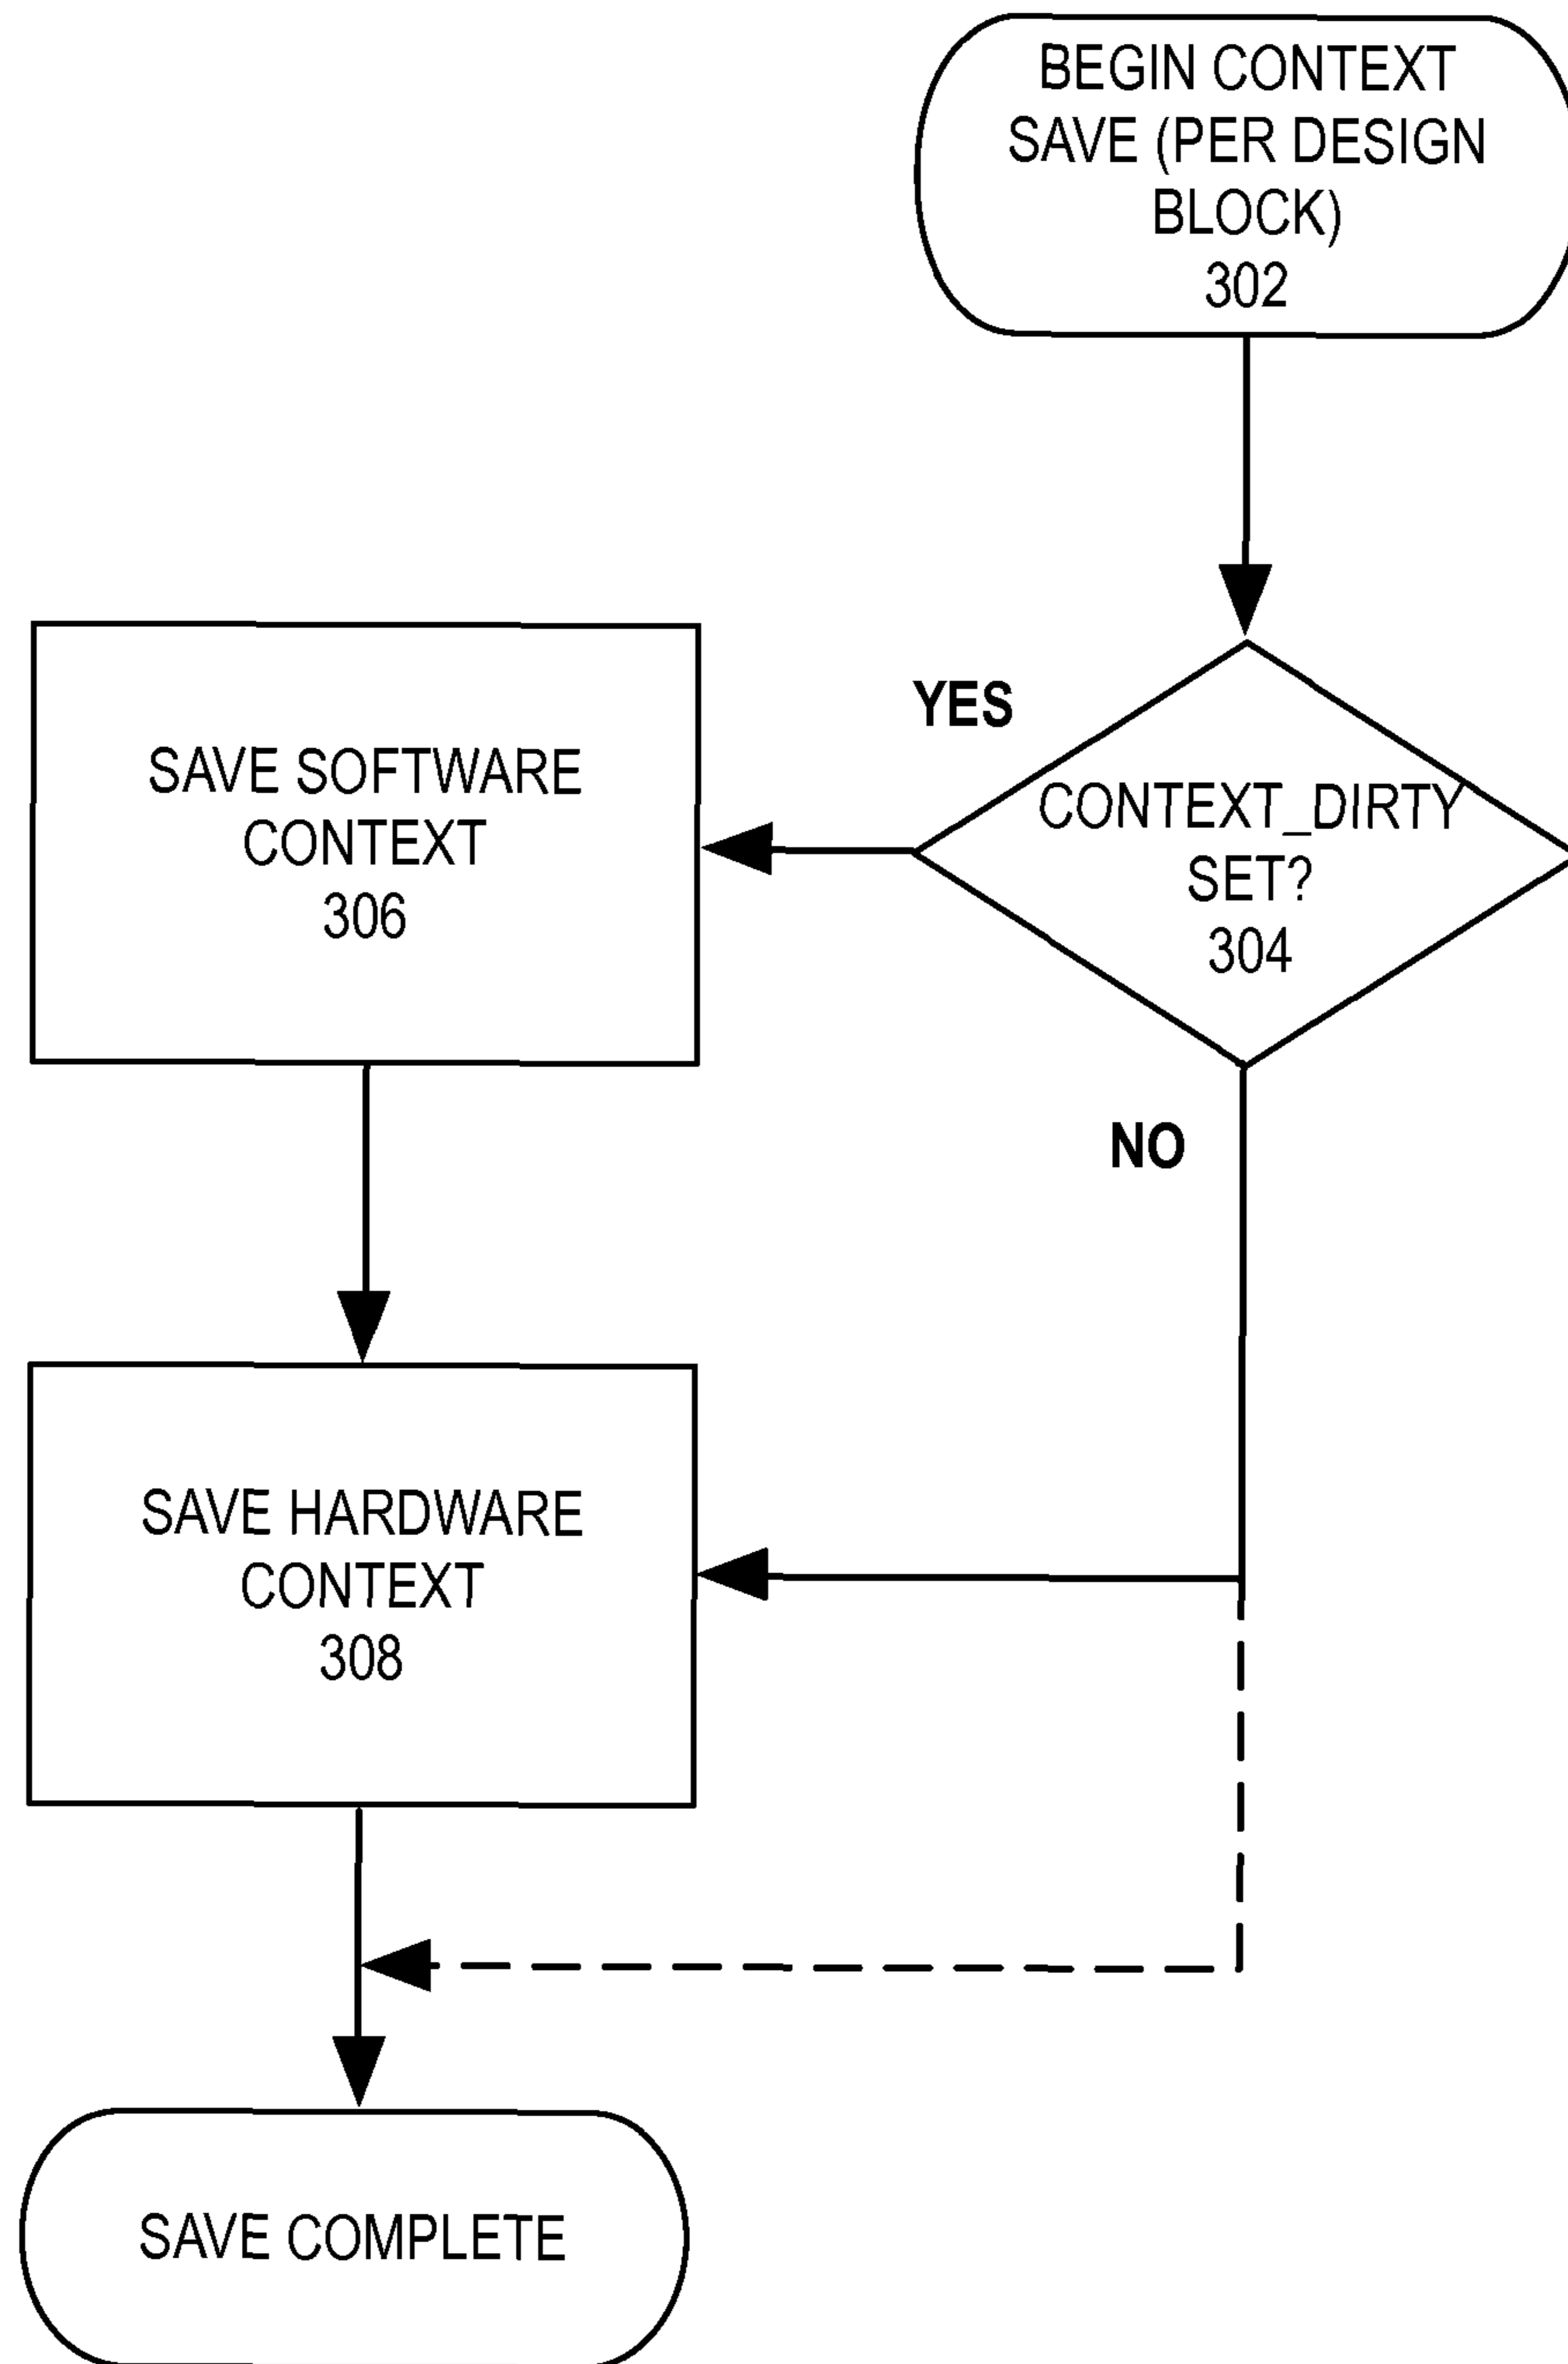 BEGIN CONTEXT
SAVE (PER DESIGN
BLOCK)
302
YES
CONTEXT_DIRTY
SET?
304
SAVE SOFTWARE
CONTEXT
306
NO
SAVE HARDWARE
CONTEXT
308
SAVE COMPLETE